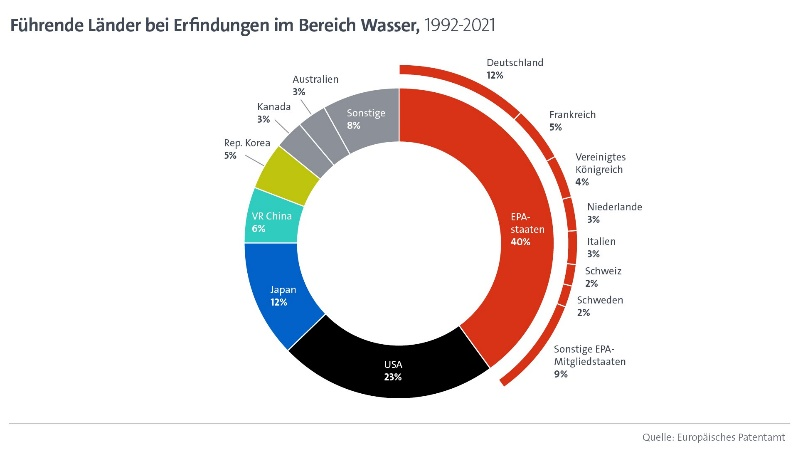 Führende Länder bei Erfindungen im Bereich Wasser, 1992-2021
Deutschland
12%
Frankreich
5%
Vereinigtes
Königreich
4%
Niederlande
3%
Italien
3%
Schweiz
2%
Schweden
2%
Sonstige EPA-
Mitgliedstaaten
9%
EPA-
staaten
40%
USA
23%
Japan
12%
VR China
6%
Rep. Korea
5%
Kanada
3%
Australien
3%
Sonstige
8%
Quelle: Europäisches Patentamt